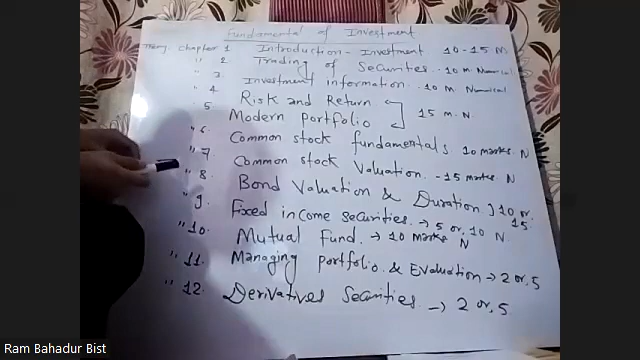 Fundamental of Investment
Theory. Chapter 1 Introduction - Investment 10 - 15 M.
" 2 Trading of Securities. - 10 m. Numerical
" 3. Investment information. - 10 m. Numerical
" 4 Risk and Return
" 5 Modern portfolio ] 15 m. N.
" 6. Common stock fundamentals 10 marks. N
" 7. Common stock Valuation. - 15 marks. N
" 8. Bond Valuation & Duration. } 10 or. 15
" 9. Fixed income securities. → 5 or. 10 N.
" 10. Mutual Fund. → 10 Marks N
" 11. Managing portfolio & Evaluation → 2 or, 5
" 12. Derivatives Securities. → 2 or, 5
Ram Bahadur Bist